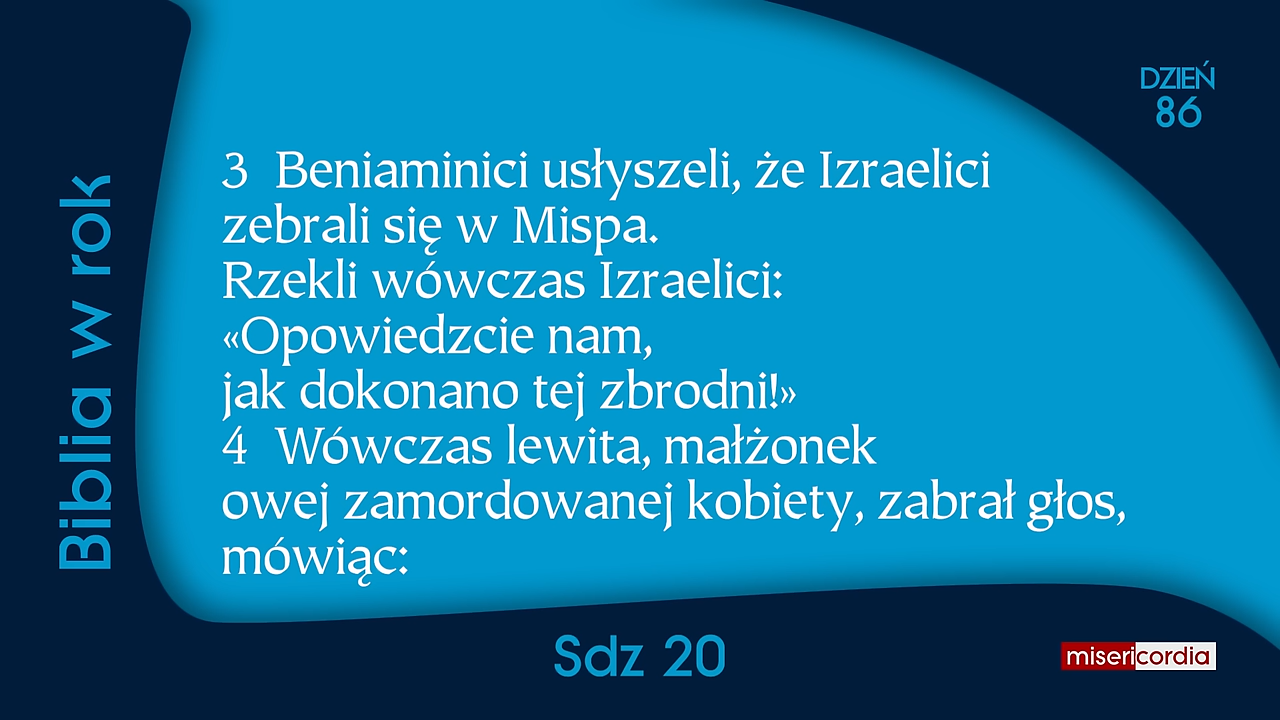 DZIEŃ
86
3 Beniaminici usłyszeli, że Izraelici
zebrali się w Mispa.
Rzekli wówczas Izraelici:
«Opowiedzcie nam,
jak dokonano tej zbrodni!»
4 Wówczas lewita, małżonek
owej zamordowanej kobiety, zabrał głos,
mówiąc:
Biblia w rok
Sdz 20
misericordia